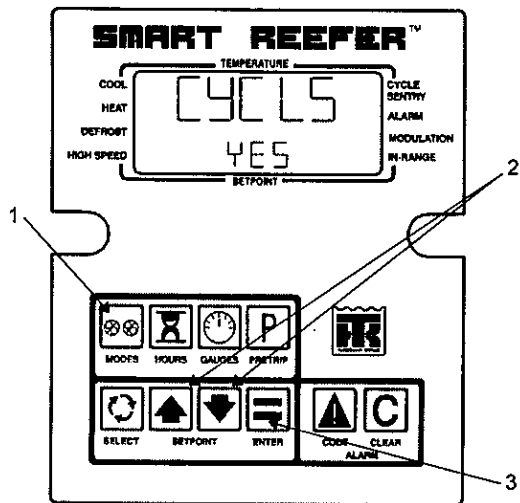 SMART REEFER™
TEMPERATURE
COOL
HEAT
DEFROST
HIGH SPEED
CYCLS
YES
CYCLE
SENTRY
ALARM
MODULATION
IN-RANGE
SETPOINT
1
2
P
MODES HOURS GAUGES PRETRIP
C
SELECT SETPOINT ENTER CODE CLEAR
ALARM
3